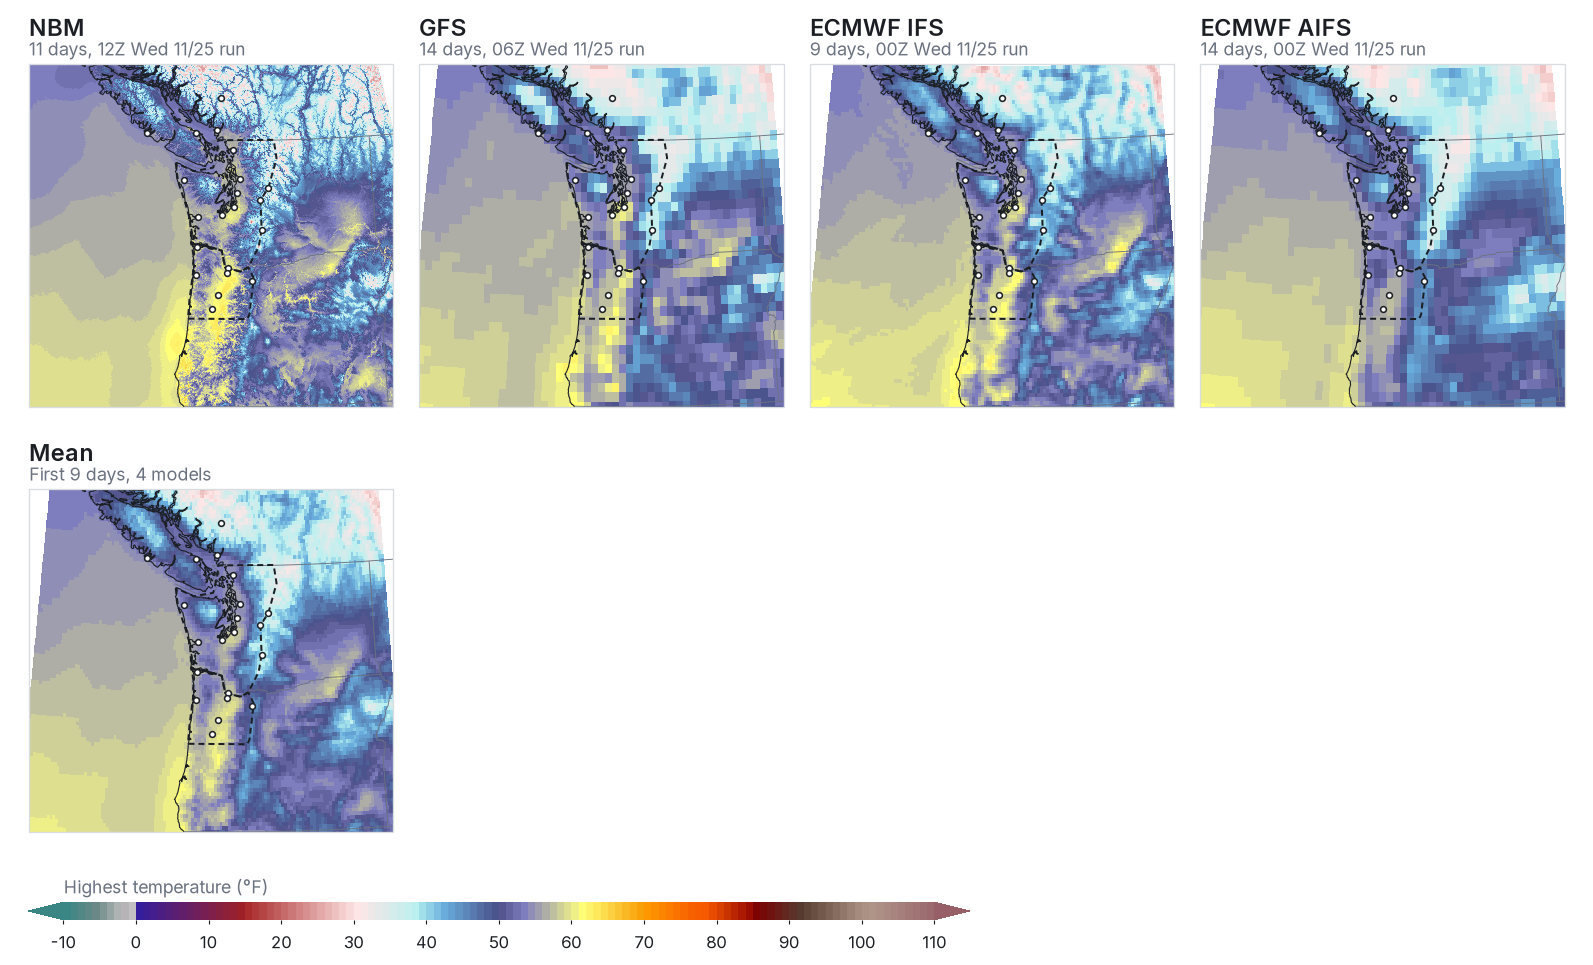 NBM
11 days, 12Z Wed 11/25 run
GFS
14 days, 06Z Wed 11/25 run
ECMWF IFS
9 days, 00Z Wed 11/25 run
ECMWF AIFS
14 days, 00Z Wed 11/25 run
Mean
First 9 days, 4 models
Highest temperature (°F)
-10 0 10 20 30 40 50 60 70 80 90 100 110